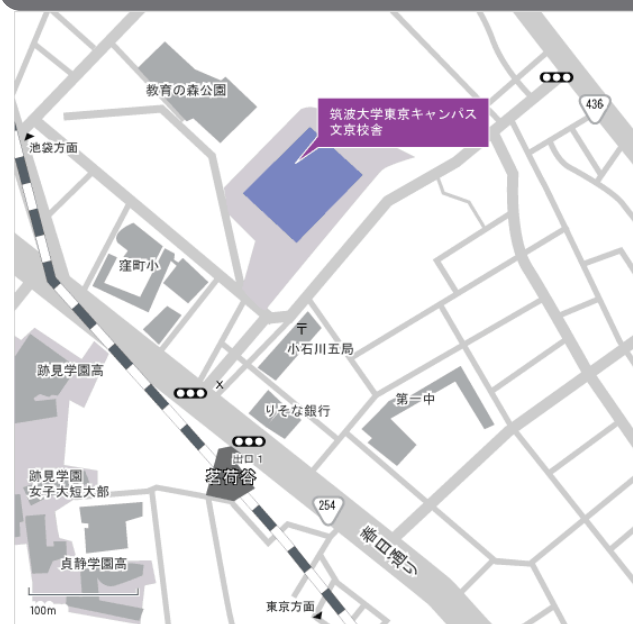 教育の森公園
筑波大学東京キャンパス
文京校舎
436
池袋方面
窪町小
小石川五局
跡見学園高
第一中
りそな銀行
出口1
茗荷谷
跡見学園
女子大短大部
254
春日通り
貞静学園高
100m
東京方面